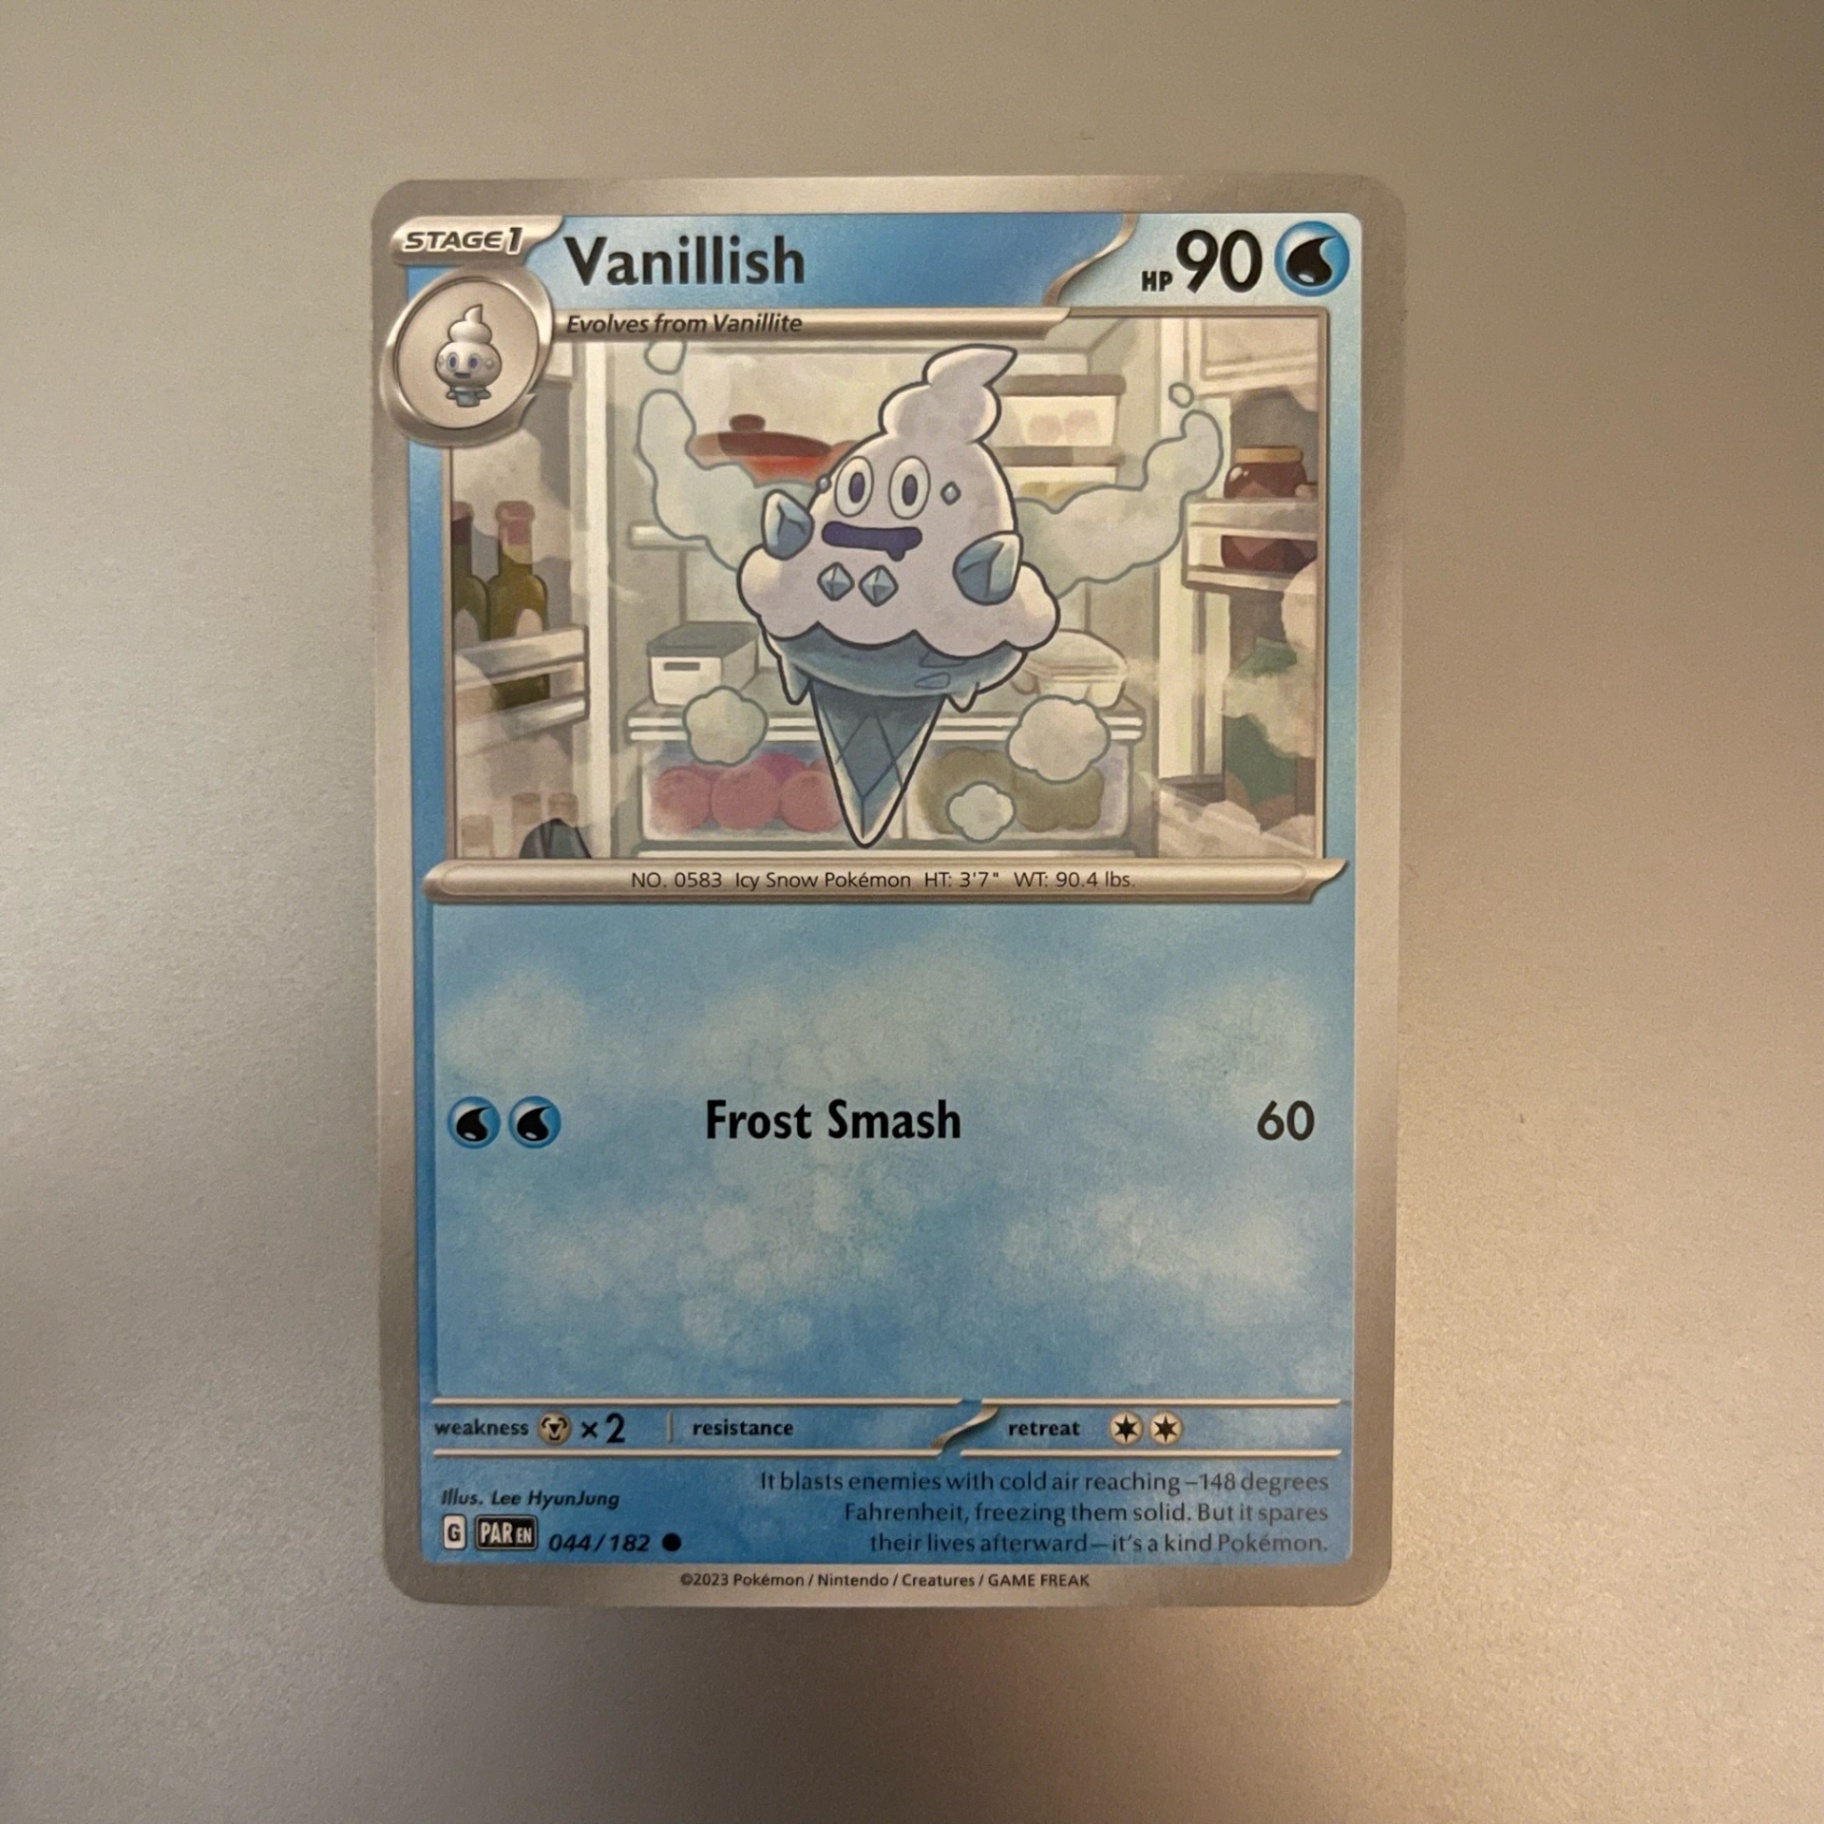 STAGE1 Vanillish HP 90
Evolves from Vanillite
NO. 0583 Icy Snow Pokémon HT: 3'7" WT: 90.4 lbs.
Frost Smash 60
weakness ×2 resistance retreat
It blasts enemies with cold air reaching –148 degrees
Fahrenheit, freezing them solid. But it spares
their lives afterward—it's a kind Pokémon.
Illus. Lee HyunJung
G PAR EN 044/182
©2023 Pokémon / Nintendo / Creatures / GAME FREAK